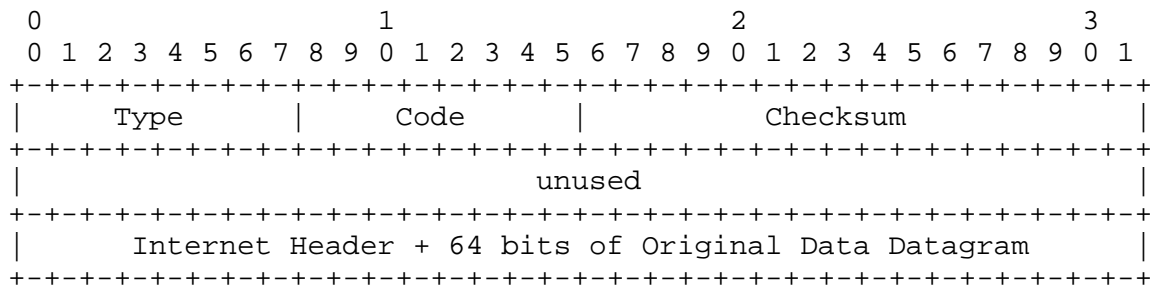 0                   1                   2                   3
0 1 2 3 4 5 6 7 8 9 0 1 2 3 4 5 6 7 8 9 0 1 2 3 4 5 6 7 8 9 0 1
+-+-+-+-+-+-+-+-+-+-+-+-+-+-+-+-+-+-+-+-+-+-+-+-+-+-+-+-+-+-+-+-+
|     Type      |     Code      |          Checksum             |
+-+-+-+-+-+-+-+-+-+-+-+-+-+-+-+-+-+-+-+-+-+-+-+-+-+-+-+-+-+-+-+-+
|                             unused                            |
+-+-+-+-+-+-+-+-+-+-+-+-+-+-+-+-+-+-+-+-+-+-+-+-+-+-+-+-+-+-+-+-+
|      Internet Header + 64 bits of Original Data Datagram      |
+-+-+-+-+-+-+-+-+-+-+-+-+-+-+-+-+-+-+-+-+-+-+-+-+-+-+-+-+-+-+-+-+